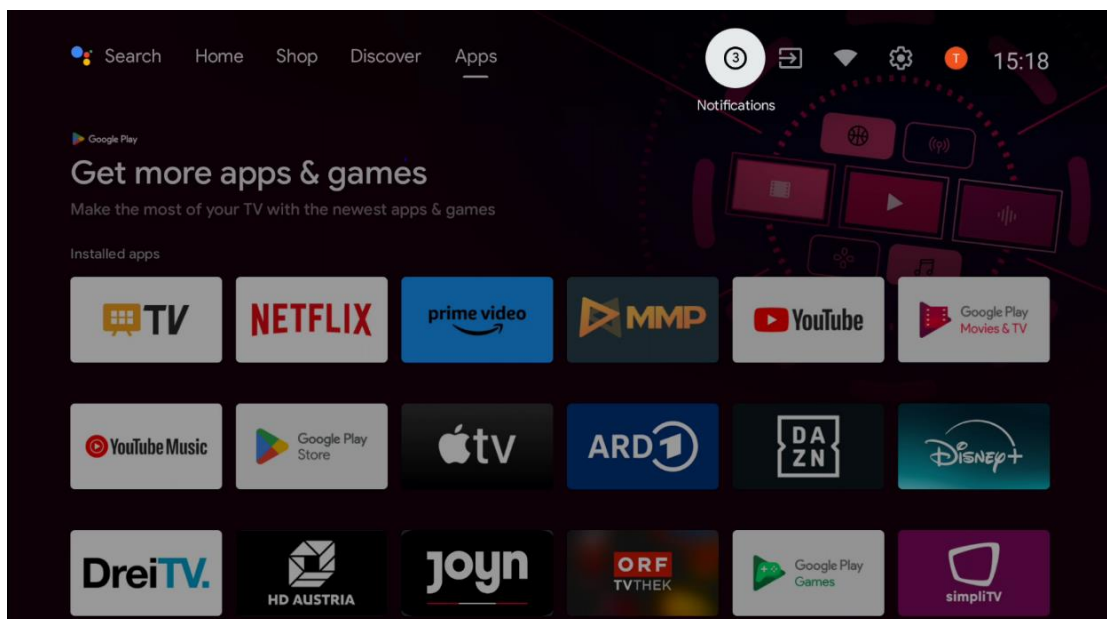 Search Home Shop Discover Apps 3 T 15:18
Notifications
Google Play
Get more apps & games
Make the most of your TV with the newest apps & games
Installed apps
TV NETFLIX prime video MMP YouTube Google Play
Movies & TV
YouTube Music Google Play
Store tv ARD 1 DA
ZN Disney+
DreiTV. HD AUSTRIA joyn ORF
TVTHEK Google Play
Games simpliTV